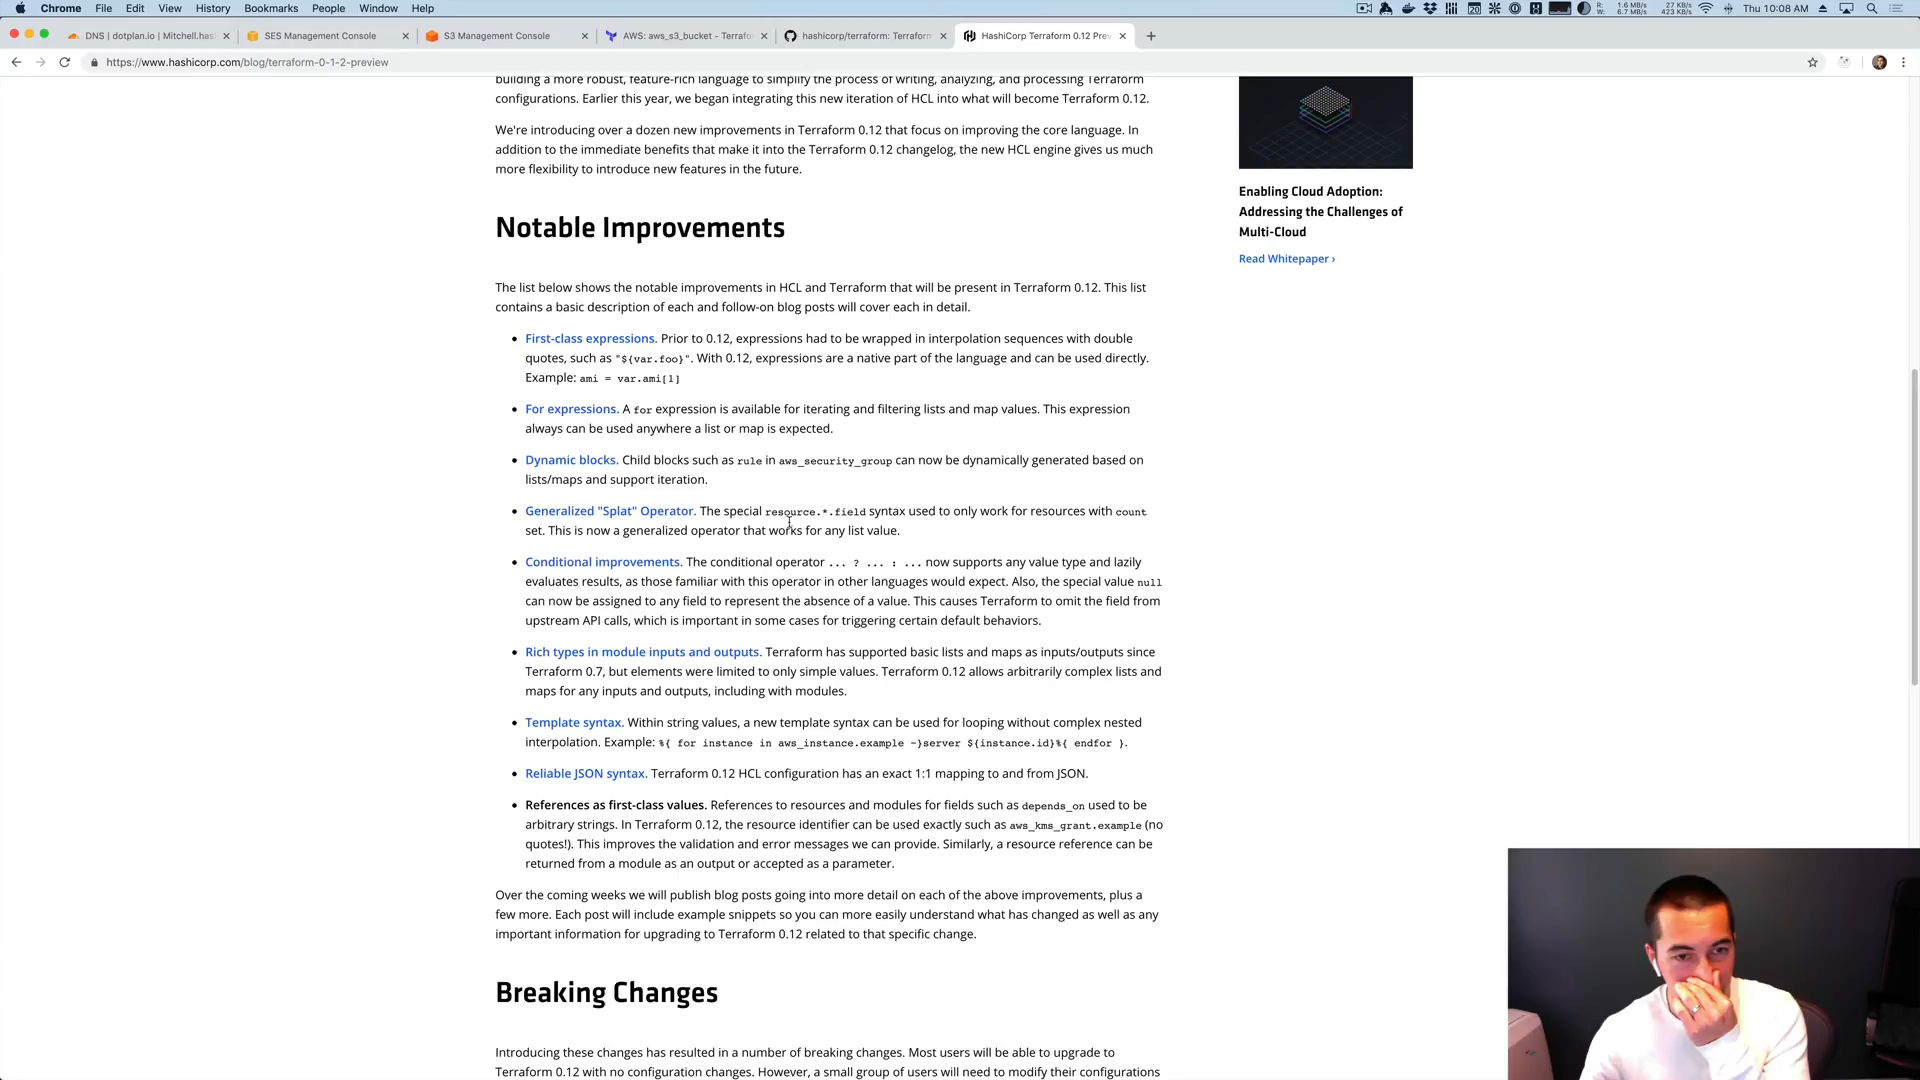 Chrome File Edit View History Bookmarks People Window Help
20
R: 1.6 MB/s
W: 6.7 MB/s
27 KB/s
423 KB/s
Thu 10:08 AM
DNS | dotplan.io | Mitchell.has
SES Management Console
S3 Management Console
AWS: aws_s3_bucket - Terrafo
hashicorp/terraform: Terraform
HashiCorp Terraform 0.12 Prev
https://www.hashicorp.com/blog/terraform-0-1-2-preview
building a more robust, feature-rich language to simplify the process of writing, analyzing, and processing Terraform
configurations. Earlier this year, we began integrating this new iteration of HCL into what will become Terraform 0.12.
We're introducing over a dozen new improvements in Terraform 0.12 that focus on improving the core language. In
addition to the immediate benefits that make it into the Terraform 0.12 changelog, the new HCL engine gives us much
more flexibility to introduce new features in the future.
Enabling Cloud Adoption:
Addressing the Challenges of
Multi-Cloud
Read Whitepaper ›
Notable Improvements
The list below shows the notable improvements in HCL and Terraform that will be present in Terraform 0.12. This list
contains a basic description of each and follow-on blog posts will cover each in detail.
• First-class expressions. Prior to 0.12, expressions had to be wrapped in interpolation sequences with double
quotes, such as "${var.foo}". With 0.12, expressions are a native part of the language and can be used directly.
Example: ami = var.ami[1]
• For expressions. A for expression is available for iterating and filtering lists and map values. This expression
always can be used anywhere a list or map is expected.
• Dynamic blocks. Child blocks such as rule in aws_security_group can now be dynamically generated based on
lists/maps and support iteration.
• Generalized "Splat" Operator. The special resource.*.field syntax used to only work for resources with count
set. This is now a generalized operator that works for any list value.
• Conditional improvements. The conditional operator ... ? ... : ... now supports any value type and lazily
evaluates results, as those familiar with this operator in other languages would expect. Also, the special value null
can now be assigned to any field to represent the absence of a value. This causes Terraform to omit the field from
upstream API calls, which is important in some cases for triggering certain default behaviors.
• Rich types in module inputs and outputs. Terraform has supported basic lists and maps as inputs/outputs since
Terraform 0.7, but elements were limited to only simple values. Terraform 0.12 allows arbitrarily complex lists and
maps for any inputs and outputs, including with modules.
• Template syntax. Within string values, a new template syntax can be used for looping without complex nested
interpolation. Example: %{ for instance in aws_instance.example ~}server ${instance.id}%{ endfor }.
• Reliable JSON syntax. Terraform 0.12 HCL configuration has an exact 1:1 mapping to and from JSON.
• References as first-class values. References to resources and modules for fields such as depends_on used to be
arbitrary strings. In Terraform 0.12, the resource identifier can be used exactly such as aws_kms_grant.example (no
quotes!). This improves the validation and error messages we can provide. Similarly, a resource reference can be
returned from a module as an output or accepted as a parameter.
Over the coming weeks we will publish blog posts going into more detail on each of the above improvements, plus a
few more. Each post will include example snippets so you can more easily understand what has changed as well as any
important information for upgrading to Terraform 0.12 related to that specific change.
Breaking Changes
Introducing these changes has resulted in a number of breaking changes. Most users will be able to upgrade to
Terraform 0.12 with no configuration changes. However, a small group of users will need to modify their configurations